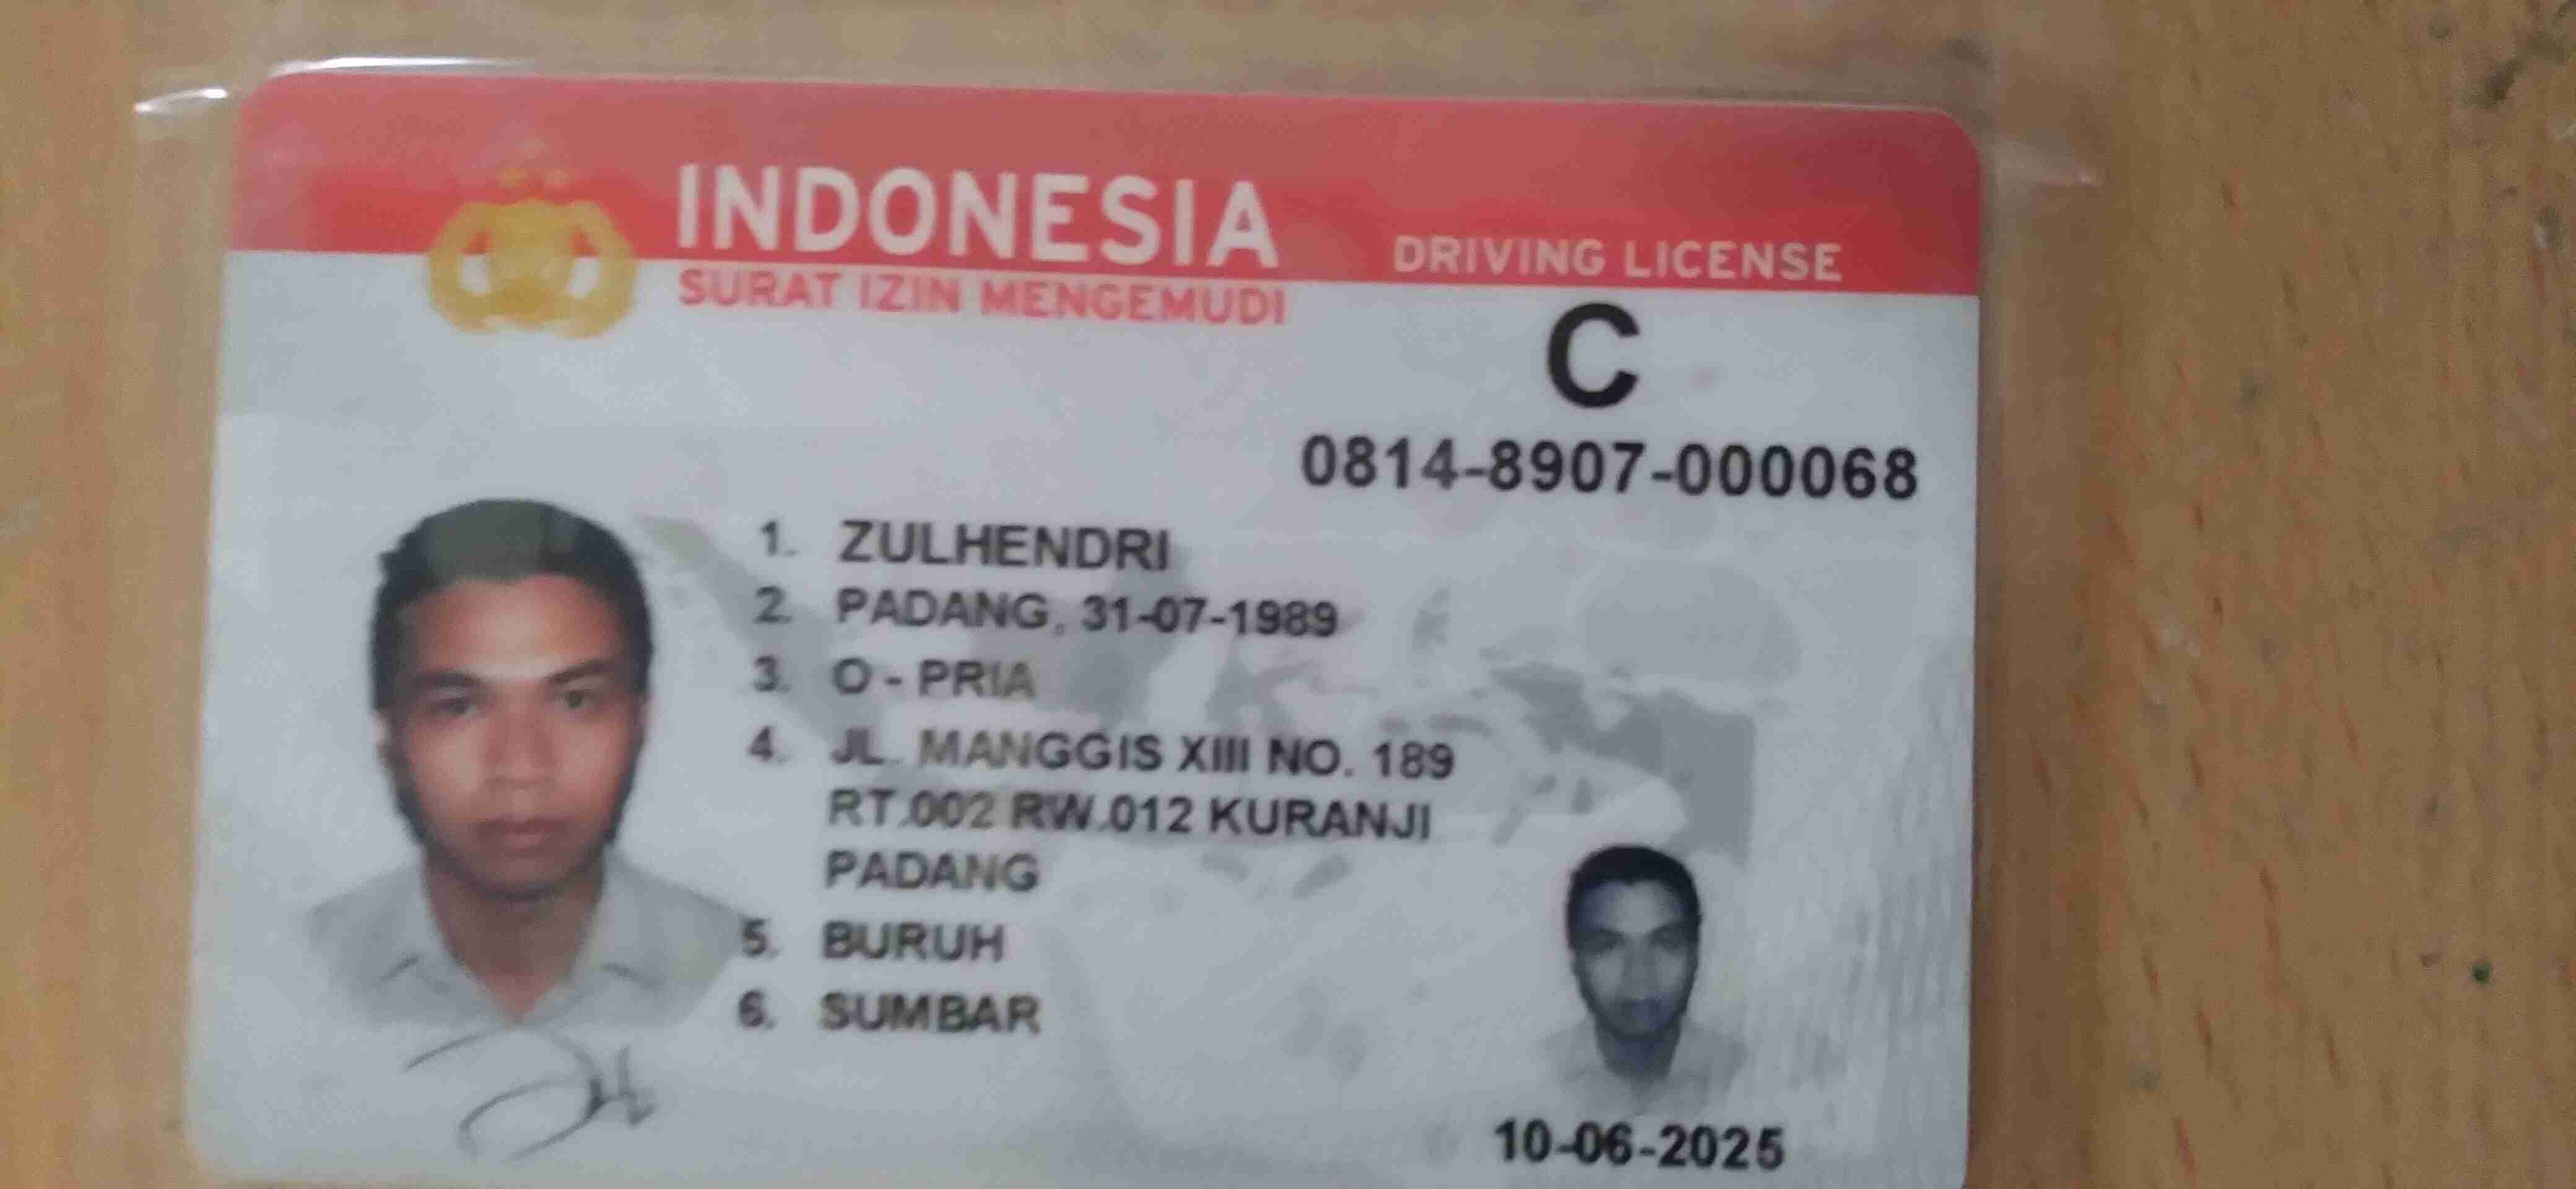 INDONESIA
SURAT IZIN MENGEMUDI
DRIVING LICENSE
C
0814-8907-000068
1. ZULHENDRI
2. PADANG, 31-07-1989
3. O - PRIA
4. JL. MANGGIS XIII NO. 189
RT.002 RW.012 KURANJI
PADANG
5. BURUH
6. SUMBAR
10-06-2025